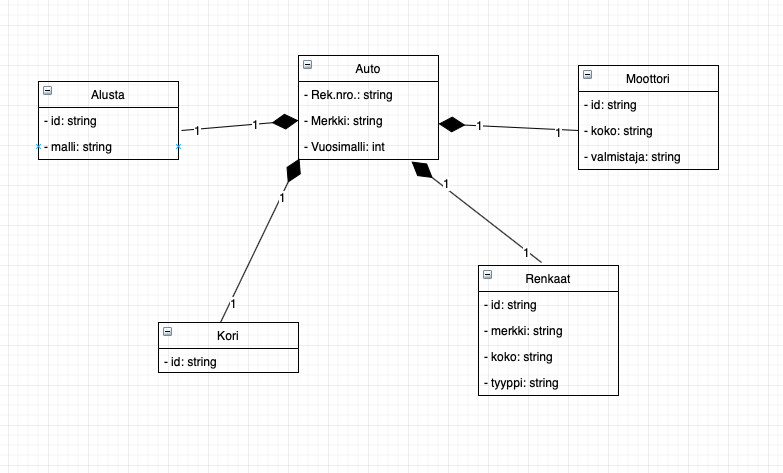 Auto
- Rek.nro.: string
- Merkki: string
- Vuosimalli: int
Alusta
- id: string
- malli: string
Moottori
- id: string
- koko: string
- valmistaja: string
1
1
1
1
1
1
1
1
Kori
- id: string
Renkaat
- id: string
- merkki: string
- koko: string
- tyyppi: string